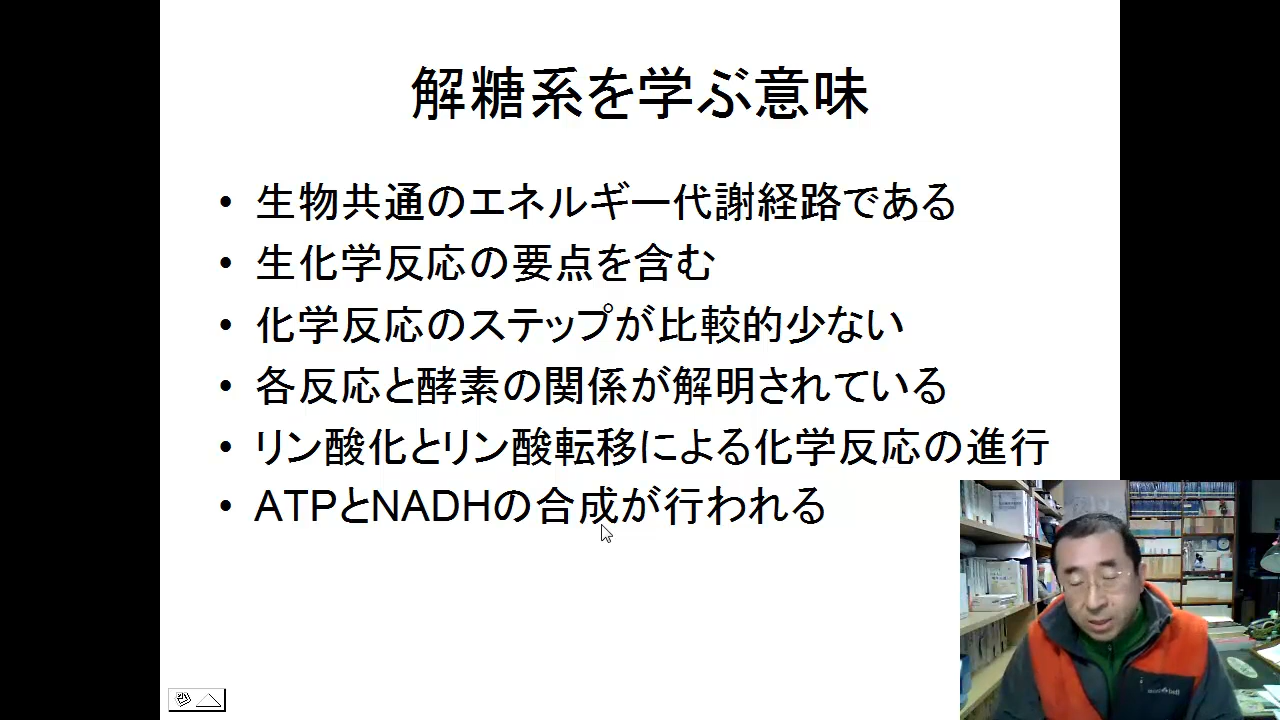 解糖系を学ぶ意味
• 生物共通のエネルギー代謝経路である
• 生化学反応の要点を含む
• 化学反応のステップが比較的少ない
• 各反応と酵素の関係が解明されている
• リン酸化とリン酸転移による化学反応の進行
• ATPとNADHの合成が行われる
mont-bell